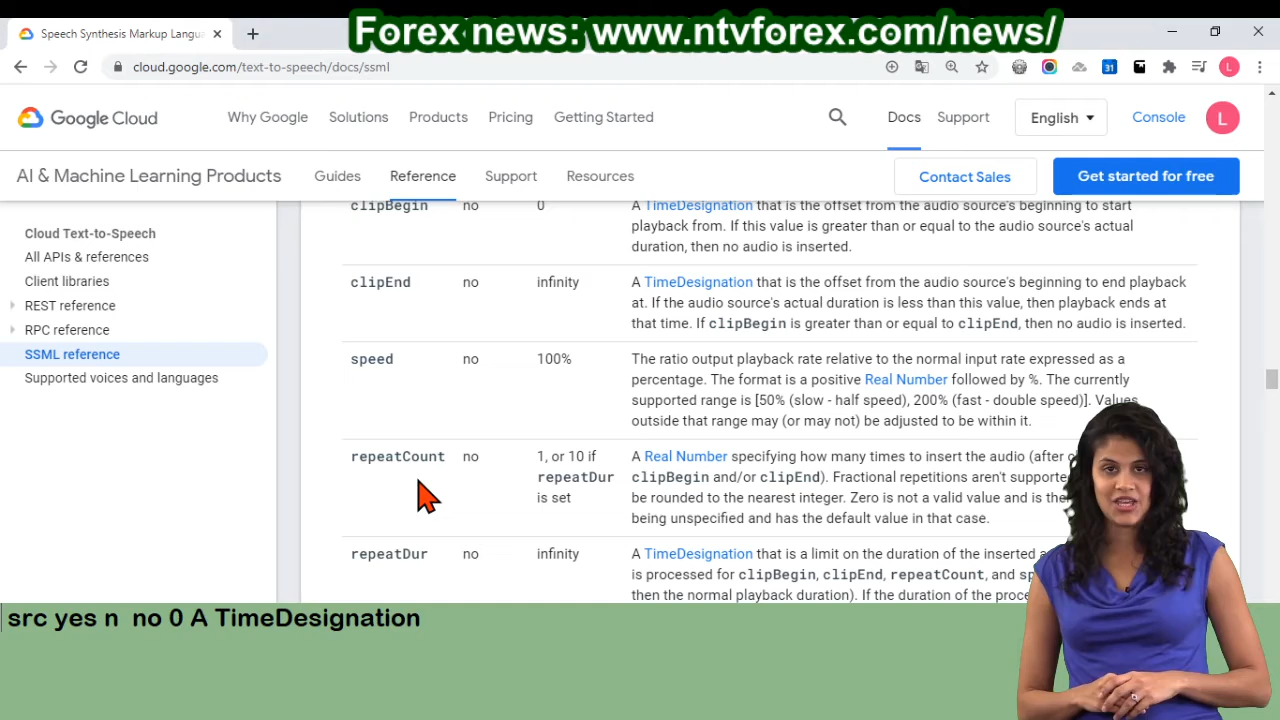 Speech Synthesis Markup Langua
Forex news: www.ntvforex.com/news/
cloud.google.com/text-to-speech/docs/ssml
31
L
Google Cloud
Why Google
Solutions
Products
Pricing
Getting Started
Docs
Support
English
Console
L
AI & Machine Learning Products
Guides
Reference
Support
Resources
Contact Sales
Get started for free
Cloud Text-to-Speech
All APIs & references
Client libraries
REST reference
RPC reference
SSML reference
Supported voices and languages
clipBegin no 0 A TimeDesignation that is the offset from the audio source's beginning to start
playback from. If this value is greater than or equal to the audio source's actual
duration, then no audio is inserted.
clipEnd no infinity A TimeDesignation that is the offset from the audio source's beginning to end playback
at. If the audio source's actual duration is less than this value, then playback ends at
that time. If clipBegin is greater than or equal to clipEnd, then no audio is inserted.
speed no 100% The ratio output playback rate relative to the normal input rate expressed as a
percentage. The format is a positive Real Number followed by %. The currently
supported range is [50% (slow - half speed), 200% (fast - double speed)]. Values
outside that range may (or may not) be adjusted to be within it.
repeatCount no 1, or 10 if A Real Number specifying how many times to insert the audio (after
repeatDur clipBegin and/or clipEnd). Fractional repetitions aren't
is set be rounded to the nearest integer. Zero is not a valid value and is
being unspecified and has the default value in that case.
repeatDur no infinity A TimeDesignation that is a limit on the duration of the inserted
is processed for clipBegin, clipEnd, repeatCount, and
then the normal playback duration). If the duration of the
src yes n no 0 A TimeDesignation